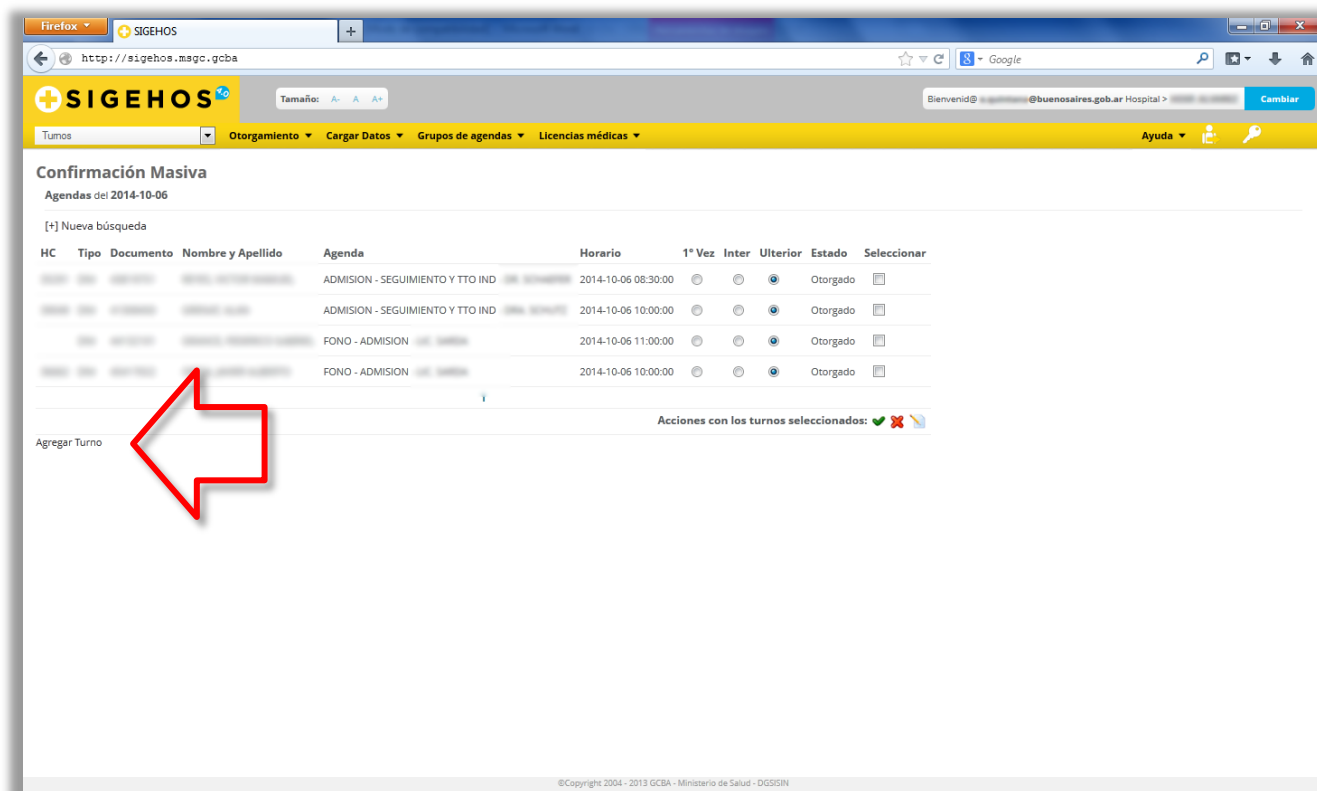 Firefox
SIGEHOS
http://sigehos.msgc.gcba
Google
SIGEHOS
Tamaño: A- A A+
Bienvenid@ @buenosaires.gob.ar Hospital >
Cambiar
Turnos
Otorgamiento Cargar Datos Grupos de agendas Licencias médicas
Ayuda
Confirmación Masiva
Agendas del 2014-10-06
[+] Nueva búsqueda
HC Tipo Documento Nombre y Apellido Agenda Horario 1º Vez Inter Ulterior Estado Seleccionar
ADMISION - SEGUIMIENTO Y TTO IND 2014-10-06 08:30:00 Otorgado
ADMISION - SEGUIMIENTO Y TTO IND 2014-10-06 10:00:00 Otorgado
FONO - ADMISION 2014-10-06 11:00:00 Otorgado
FONO - ADMISION 2014-10-06 10:00:00 Otorgado
Acciones con los turnos seleccionados:
Agregar Turno
©Copyright 2004 - 2013 GCBA - Ministerio de Salud - DGSISIN